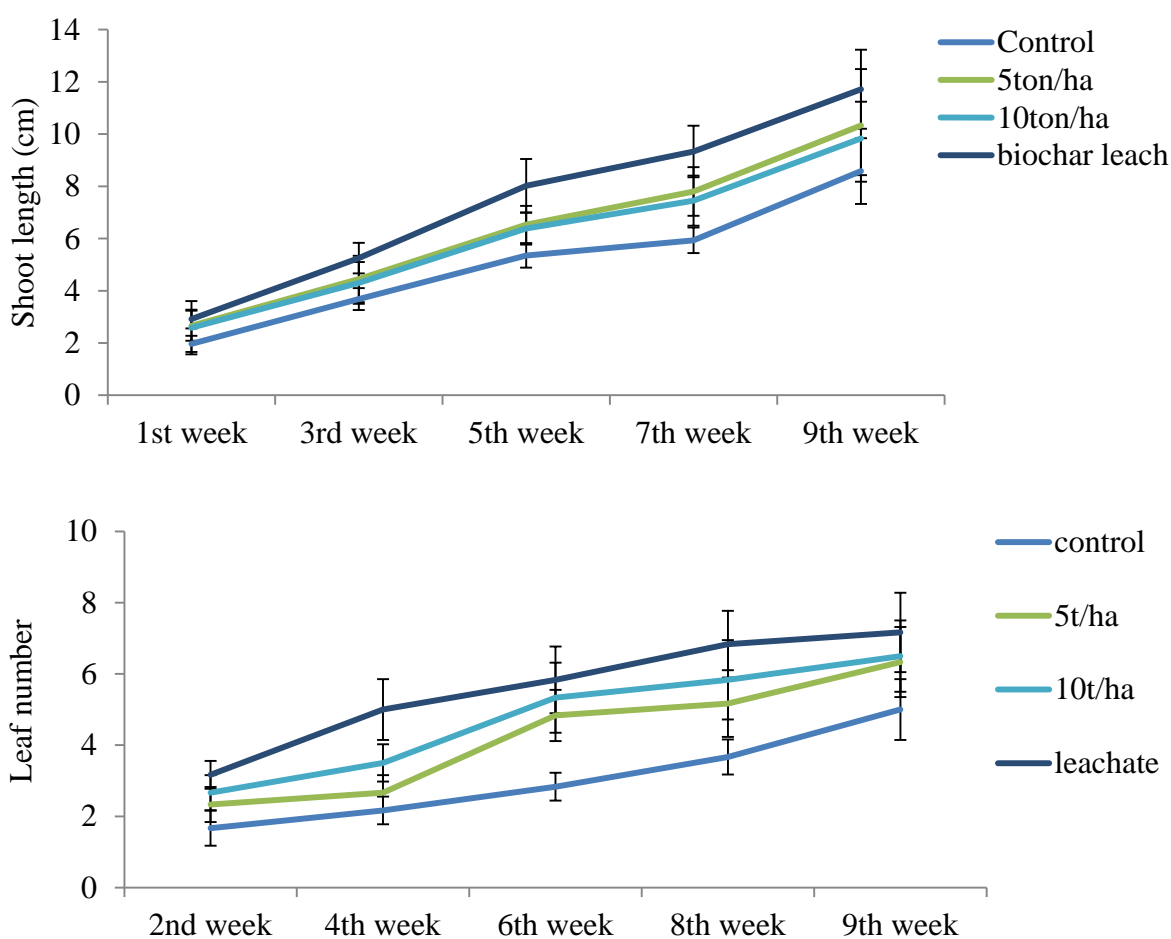 14
12
10
8
6
4
2
0
Shoot length (cm)
1st week 3rd week 5th week 7th week 9th week
Control
5ton/ha
10ton/ha
biochar leach
10
8
6
4
2
0
Leaf number
2nd week 4th week 6th week 8th week 9th week
control
5t/ha
10t/ha
leachate